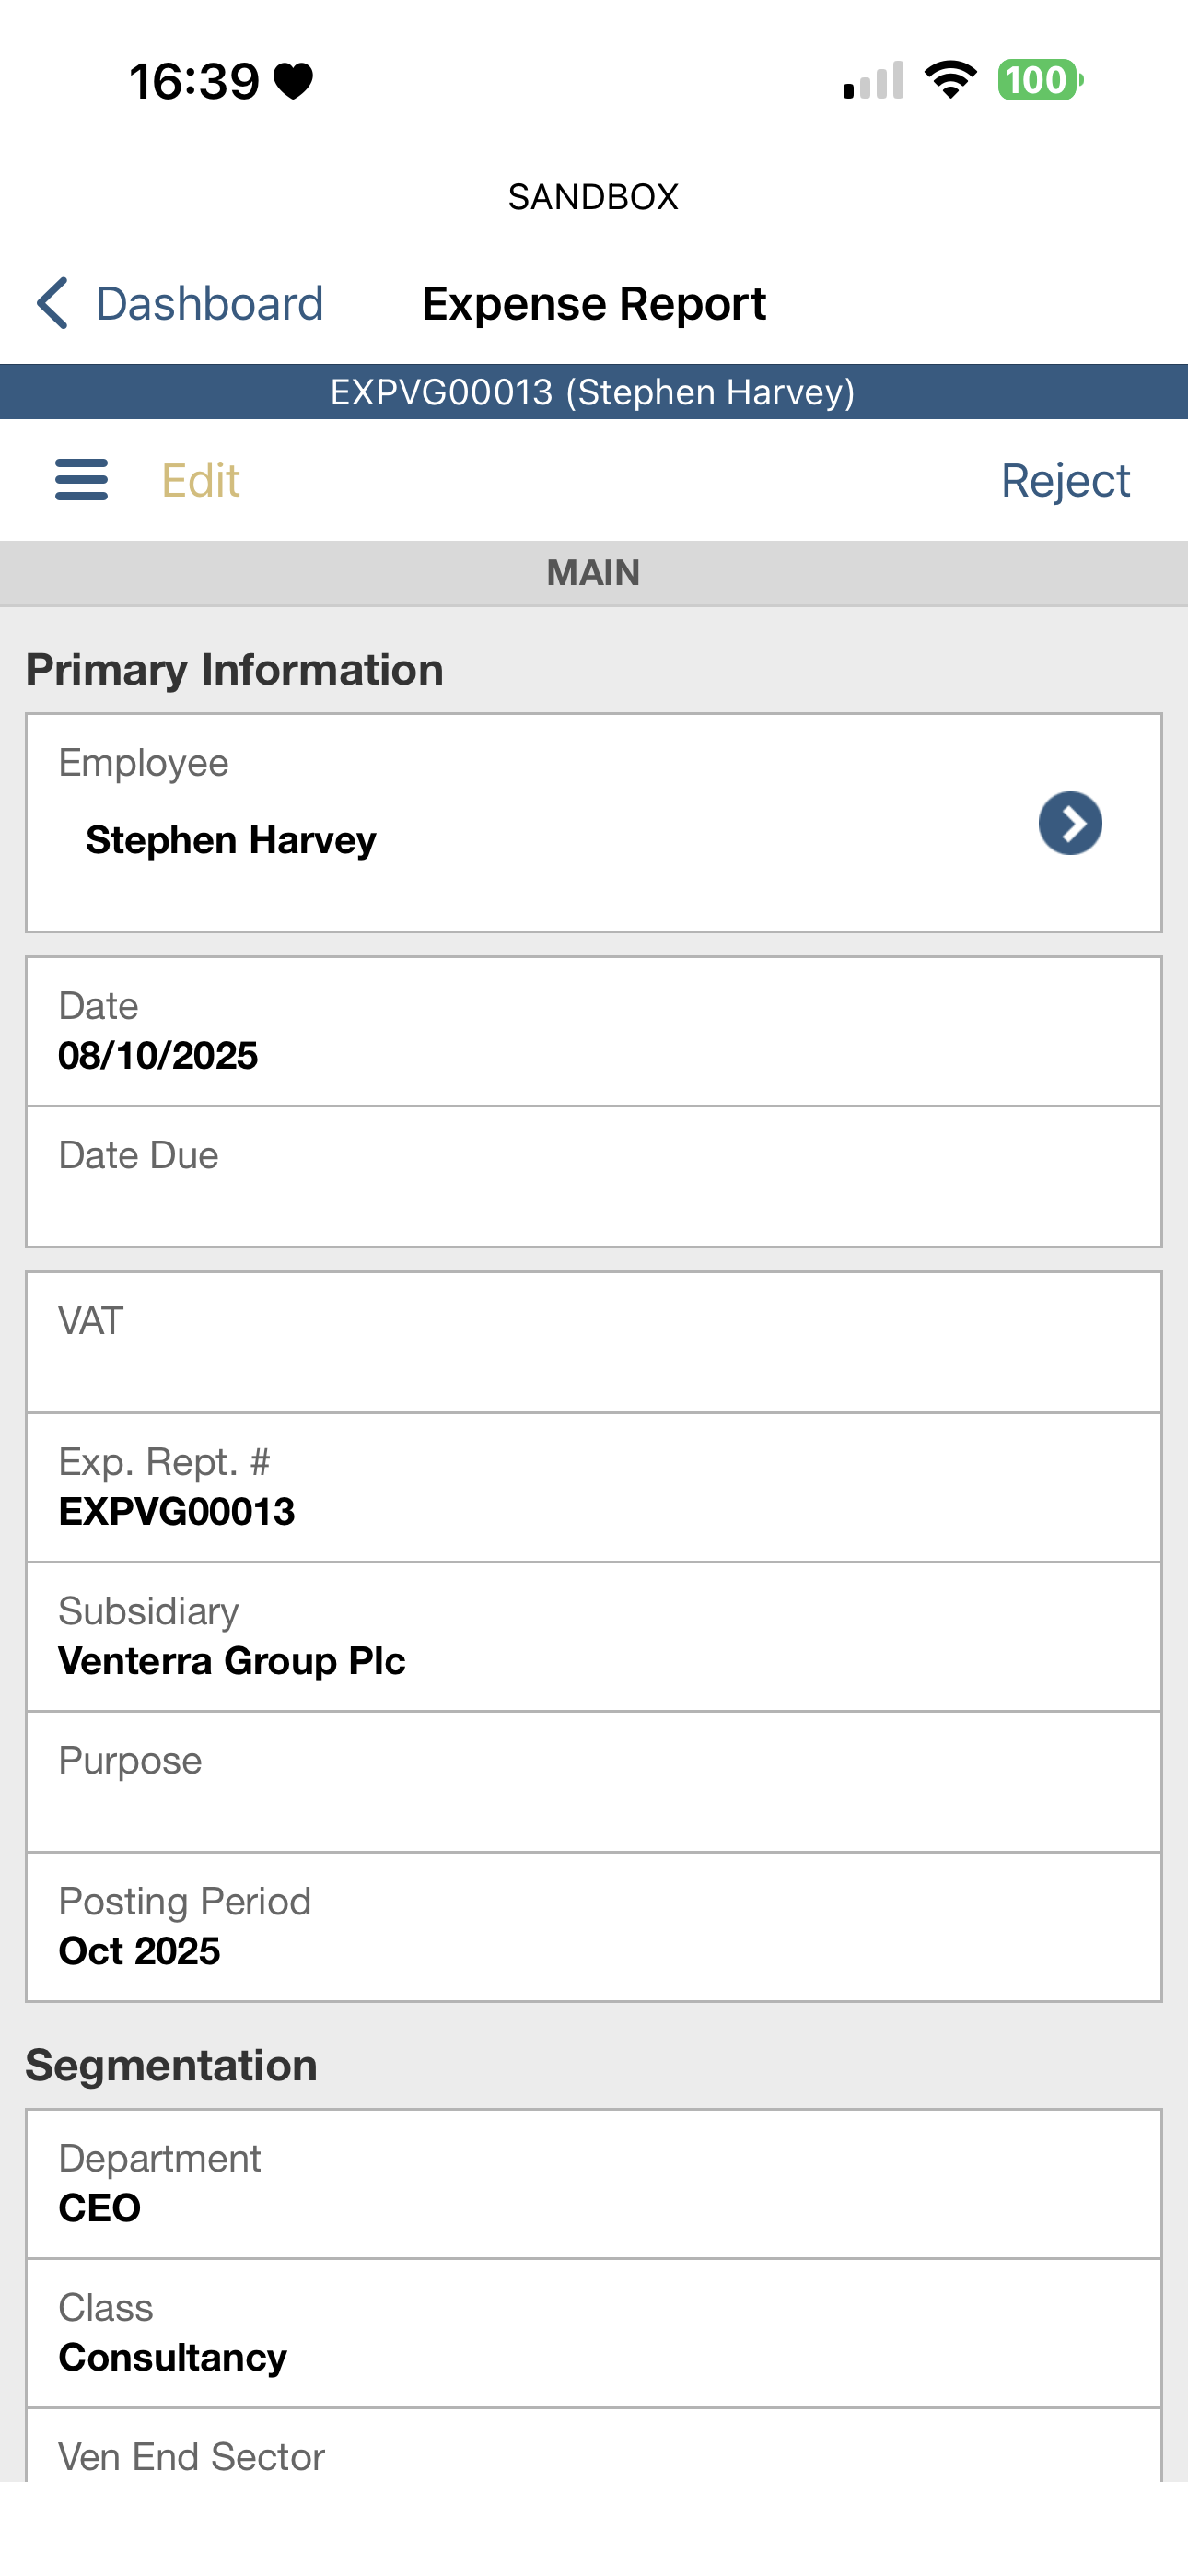 16:39
100
SANDBOX
Dashboard Expense Report
EXPVG00013 (Stephen Harvey)
Edit Reject
MAIN
Primary Information
Employee
Stephen Harvey
Date
08/10/2025
Date Due
VAT
Exp. Rept. #
EXPVG00013
Subsidiary
Venterra Group Plc
Purpose
Posting Period
Oct 2025
Segmentation
Department
CEO
Class
Consultancy
Ven End Sector